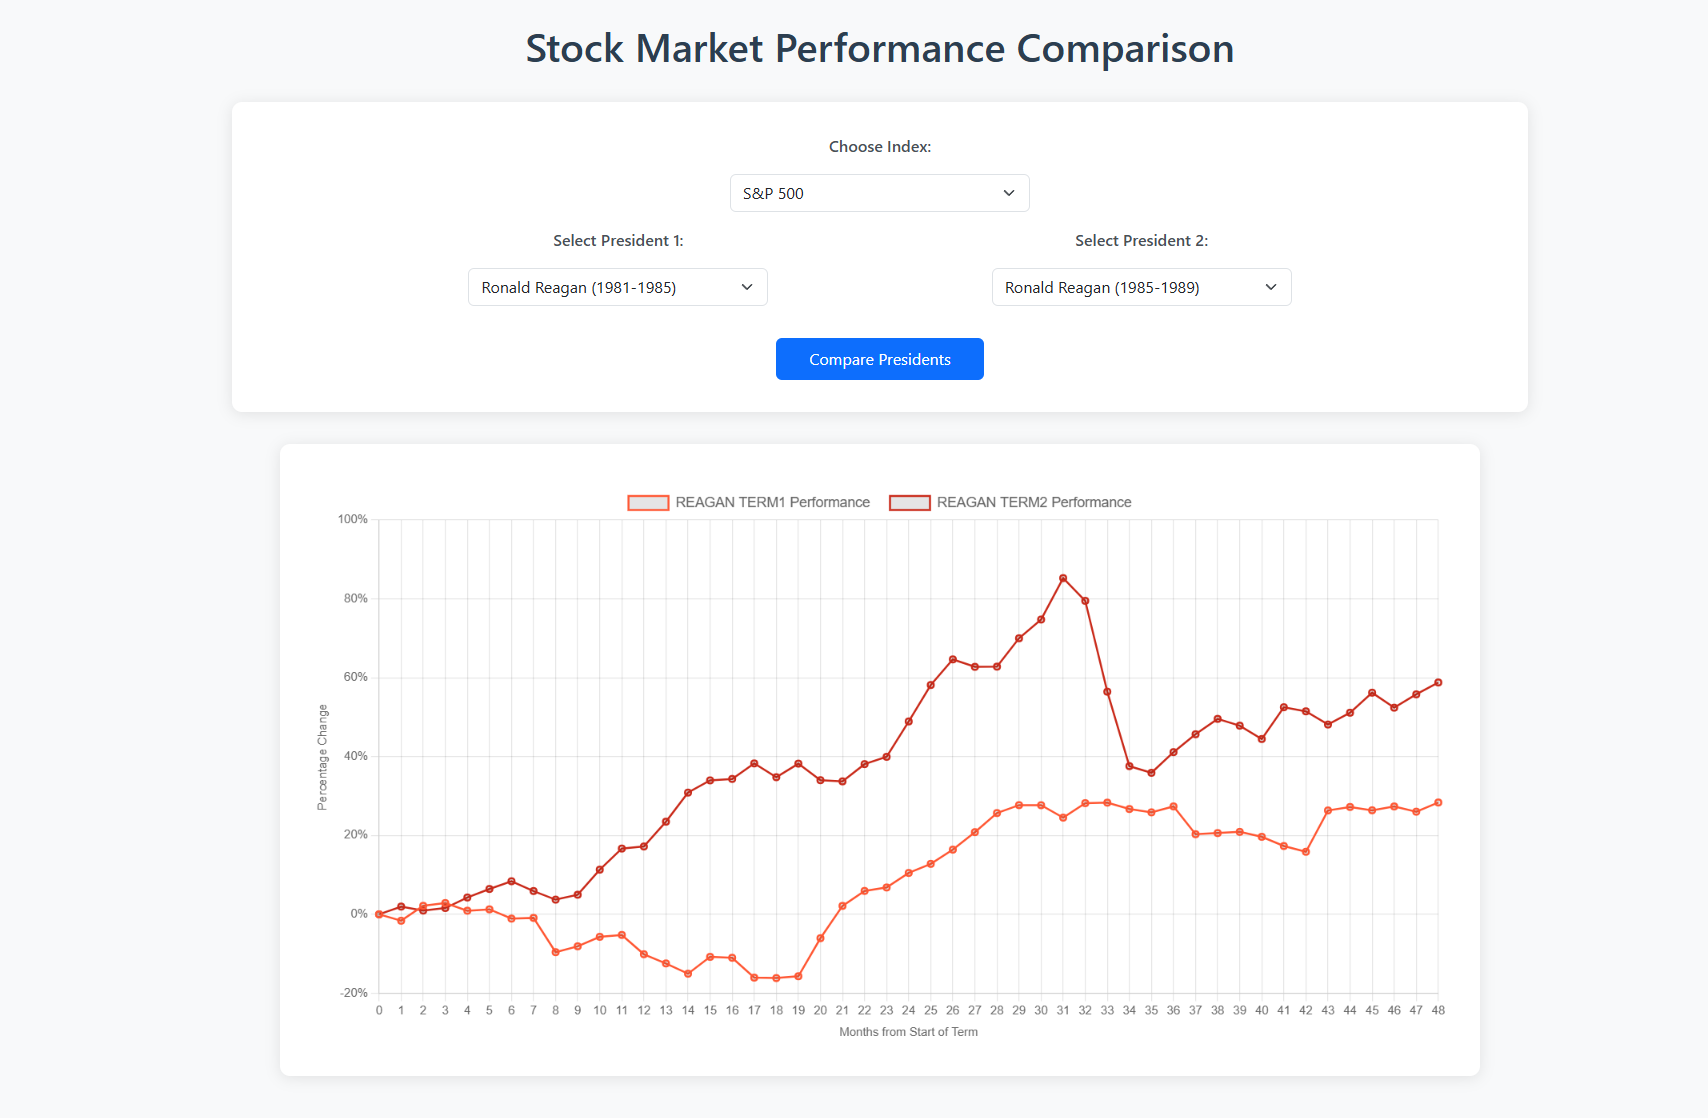 Stock Market Performance Comparison
Choose Index:
S&P 500
Select President 1:
Select President 2:
Ronald Reagan (1981-1985)
Ronald Reagan (1985-1989)
Compare Presidents
REAGAN TERM1 Performance
REAGAN TERM2 Performance
100%
80%
60%
40%
20%
0%
-20%
Percentage Change
0 1 2 3 4 5 6 7 8 9 10 11 12 13 14 15 16 17 18 19 20 21 22 23 24 25 26 27 28 29 30 31 32 33 34 35 36 37 38 39 40 41 42 43 44 45 46 47 48
Months from Start of Term